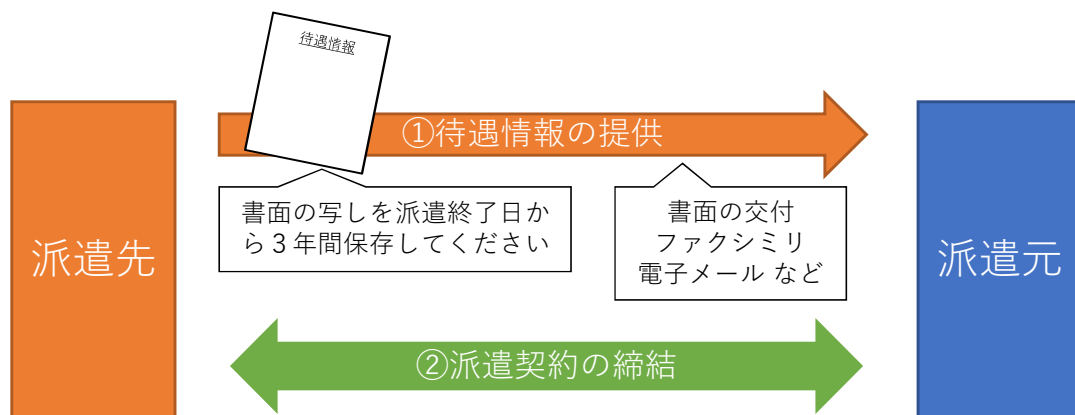 待遇情報
①待遇情報の提供
書面の写しを派遣終了日か
ら３年間保存してください
書面の交付
ファクシミリ
電子メール など
派遣先
派遣元
②派遣契約の締結